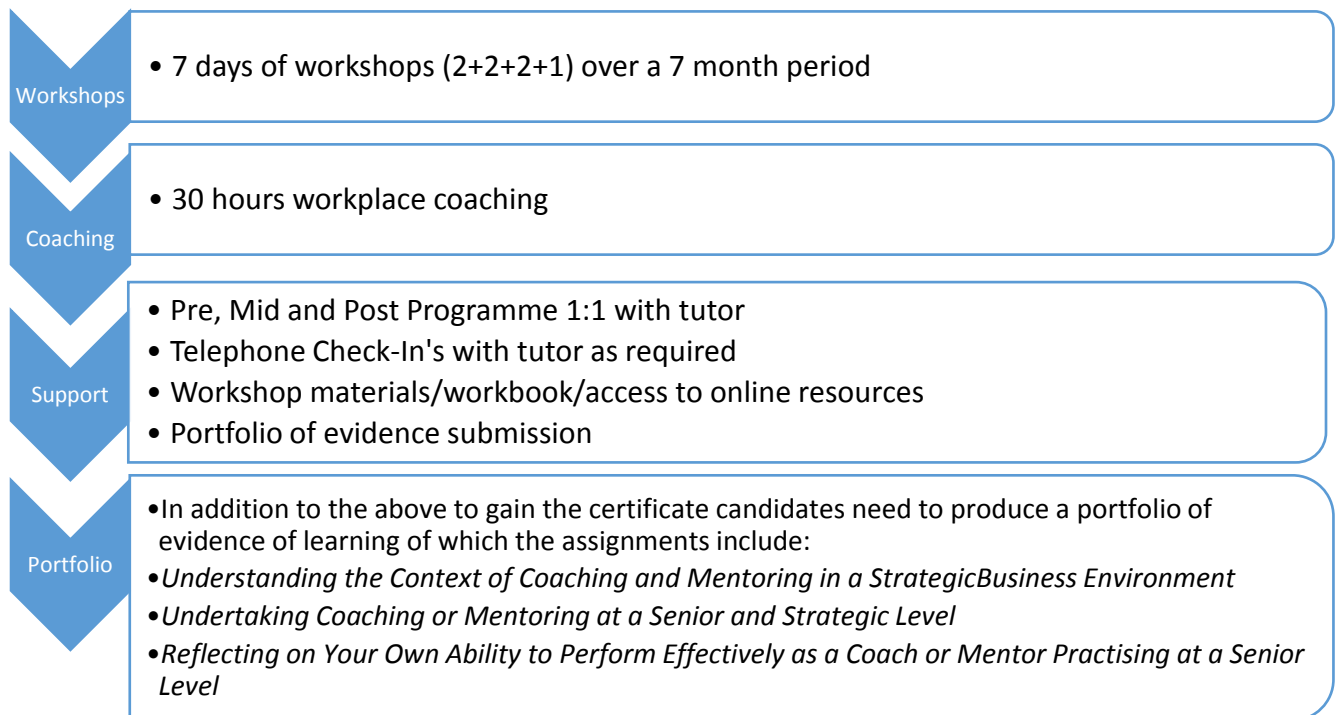 Workshops
• 7 days of workshops (2+2+2+1) over a 7 month period
Coaching
• 30 hours workplace coaching
Support
• Pre, Mid and Post Programme 1:1 with tutor
• Telephone Check-In's with tutor as required
• Workshop materials/workbook/access to online resources
• Portfolio of evidence submission
Portfolio
•In addition to the above to gain the certificate candidates need to produce a portfolio of
evidence of learning of which the assignments include:
•Understanding the Context of Coaching and Mentoring in a StrategicBusiness Environment
•Undertaking Coaching or Mentoring at a Senior and Strategic Level
•Reflecting on Your Own Ability to Perform Effectively as a Coach or Mentor Practising at a Senior
Level